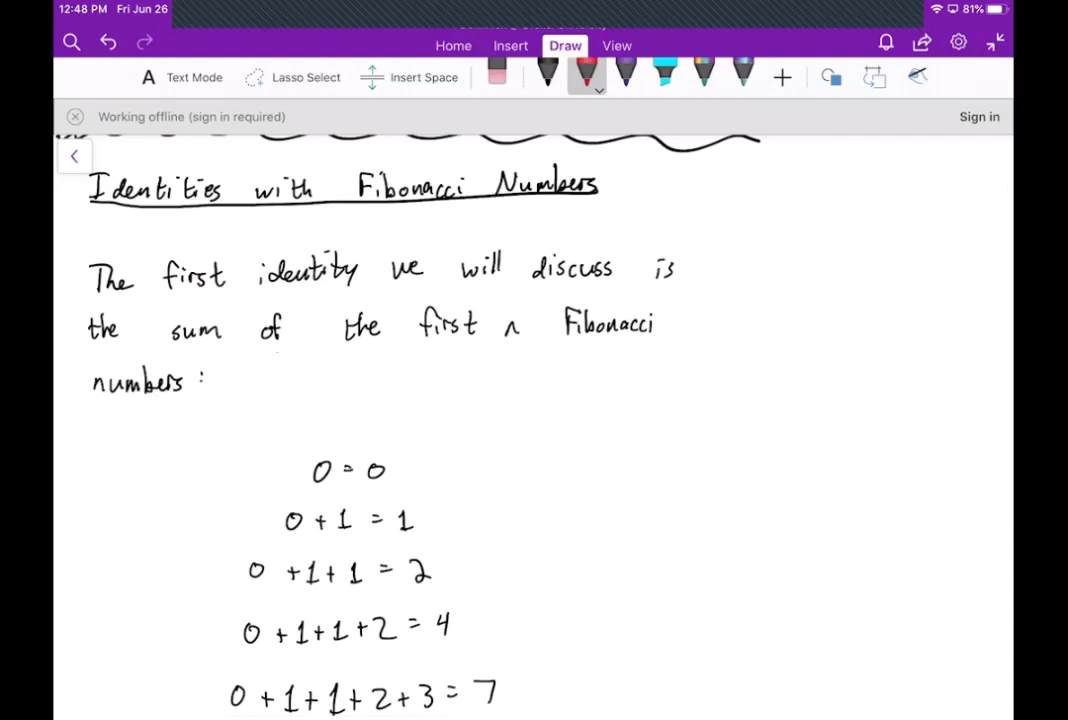 12:48 PM Fri Jun 26
81%
Home Insert Draw View
Text Mode Lasso Select Insert Space
Working offline (sign in required) Sign in
Identities with Fibonacci Numbers
The first identity we will discuss is
the sum of the first n Fibonacci
numbers:
0 = 0
0 + 1 = 1
0 + 1 + 1 = 2
0 + 1 + 1 + 2 = 4
0 + 1 + 1 + 2 + 3 = 7